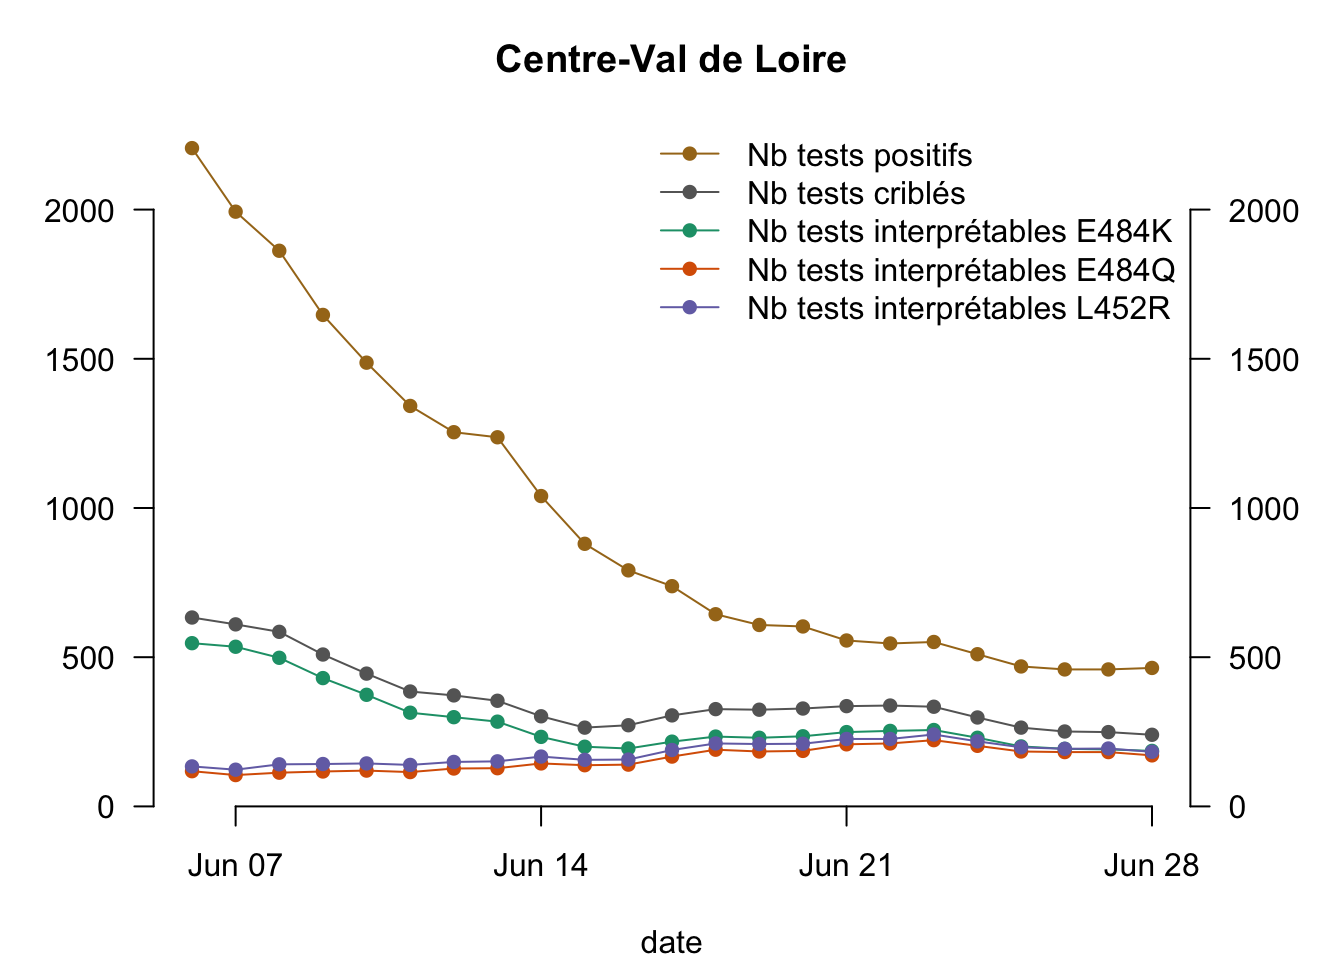 Centre-Val de Loire
Nb tests positifs
Nb tests criblés
Nb tests interprétables E484K
Nb tests interprétables E484Q
Nb tests interprétables L452R
2000
1500
1000
500
0
2000
1500
1000
500
0
Jun 07
Jun 14
Jun 21
Jun 28
date